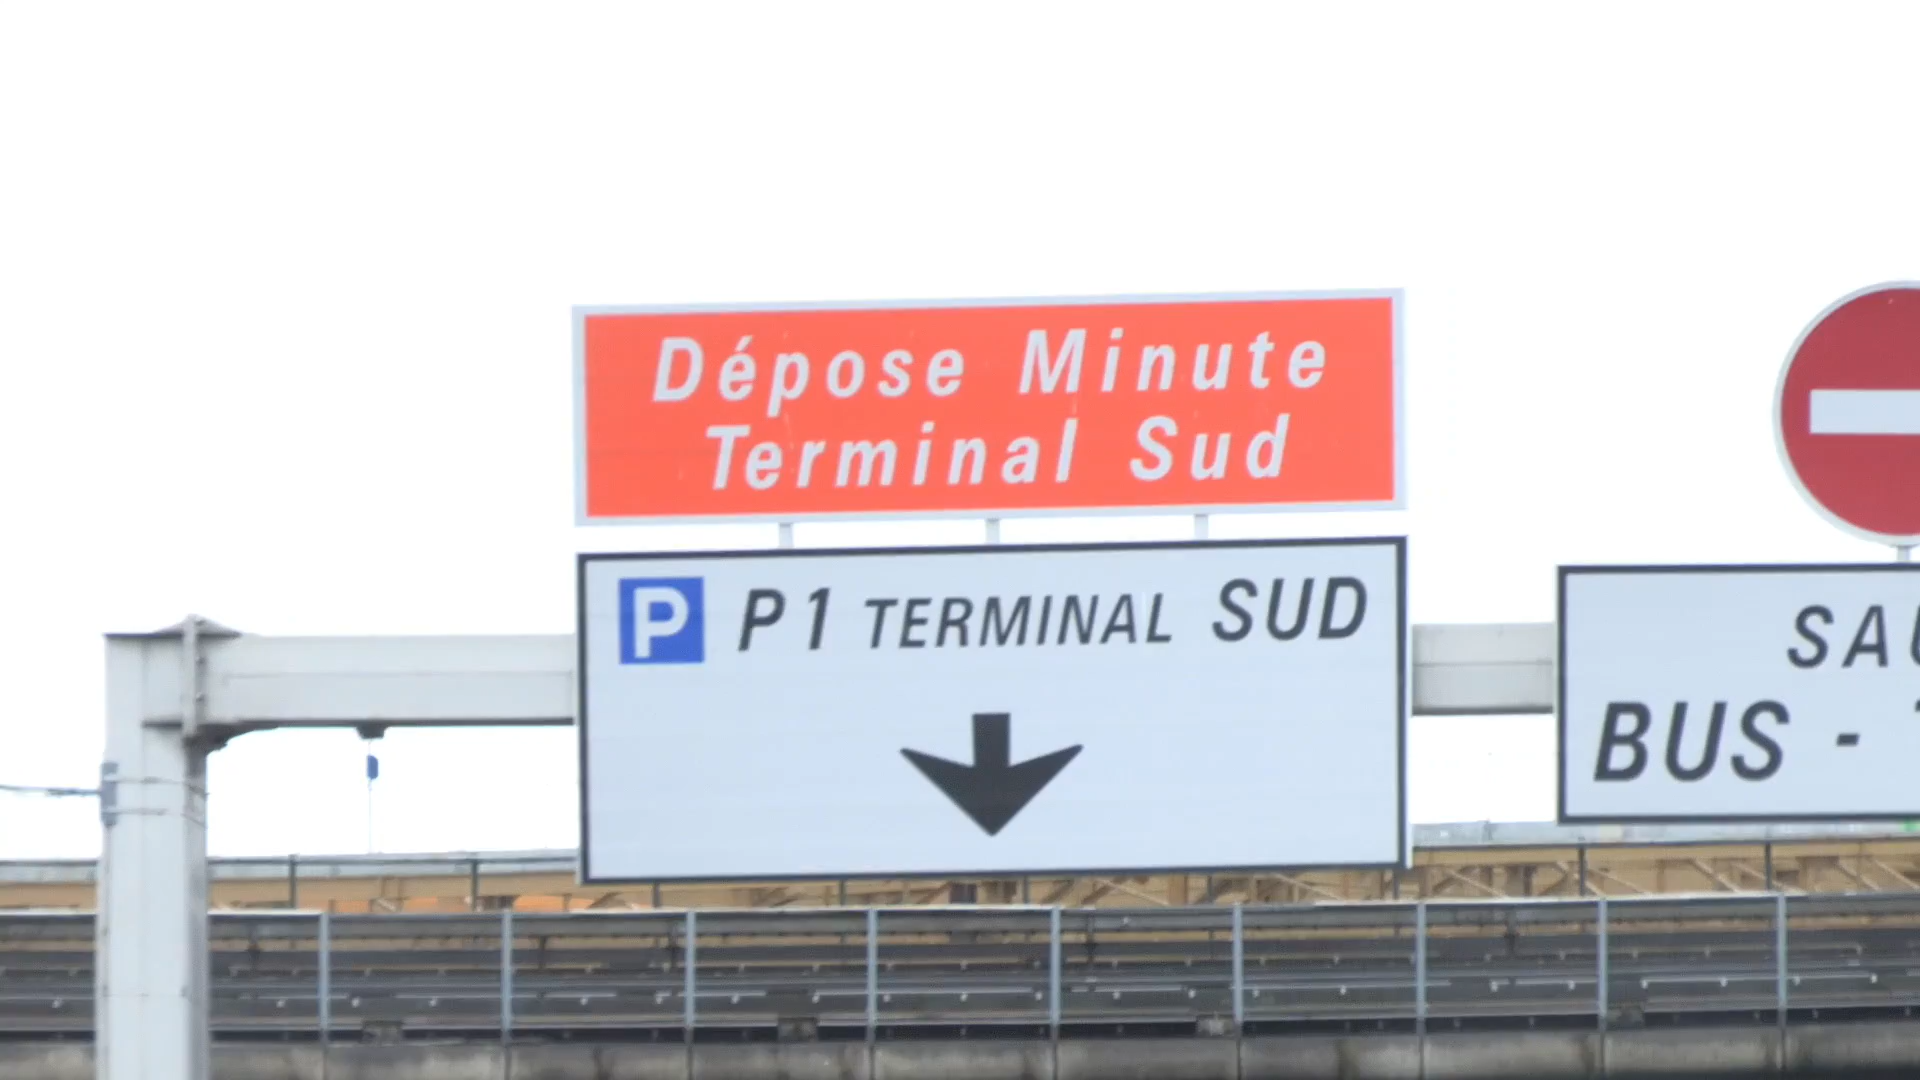 Dépose Minute
Terminal Sud
P P1 TERMINAL SUD
BUS -